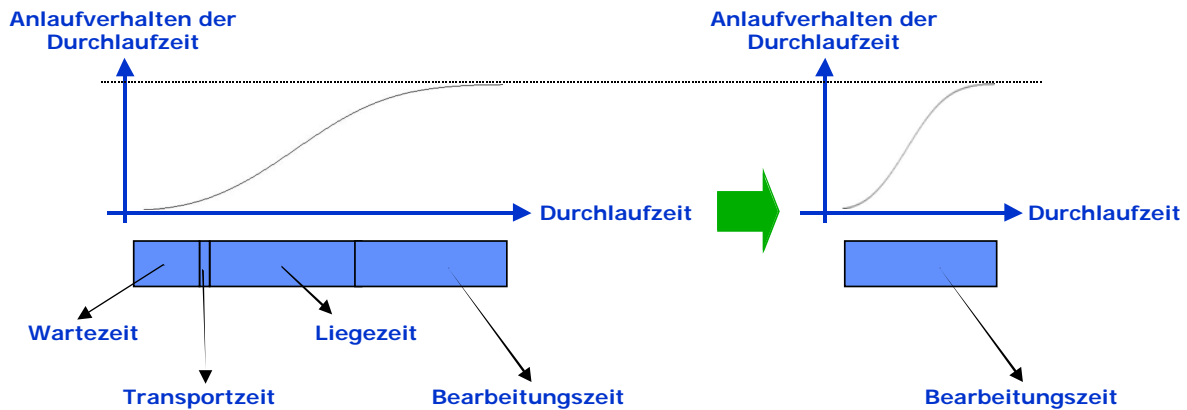 Anlaufverhalten der
Durchlaufzeit
Anlaufverhalten der
Durchlaufzeit
Durchlaufzeit
Durchlaufzeit
Wartezeit
Liegezeit
Transportzeit
Bearbeitungszeit
Bearbeitungszeit